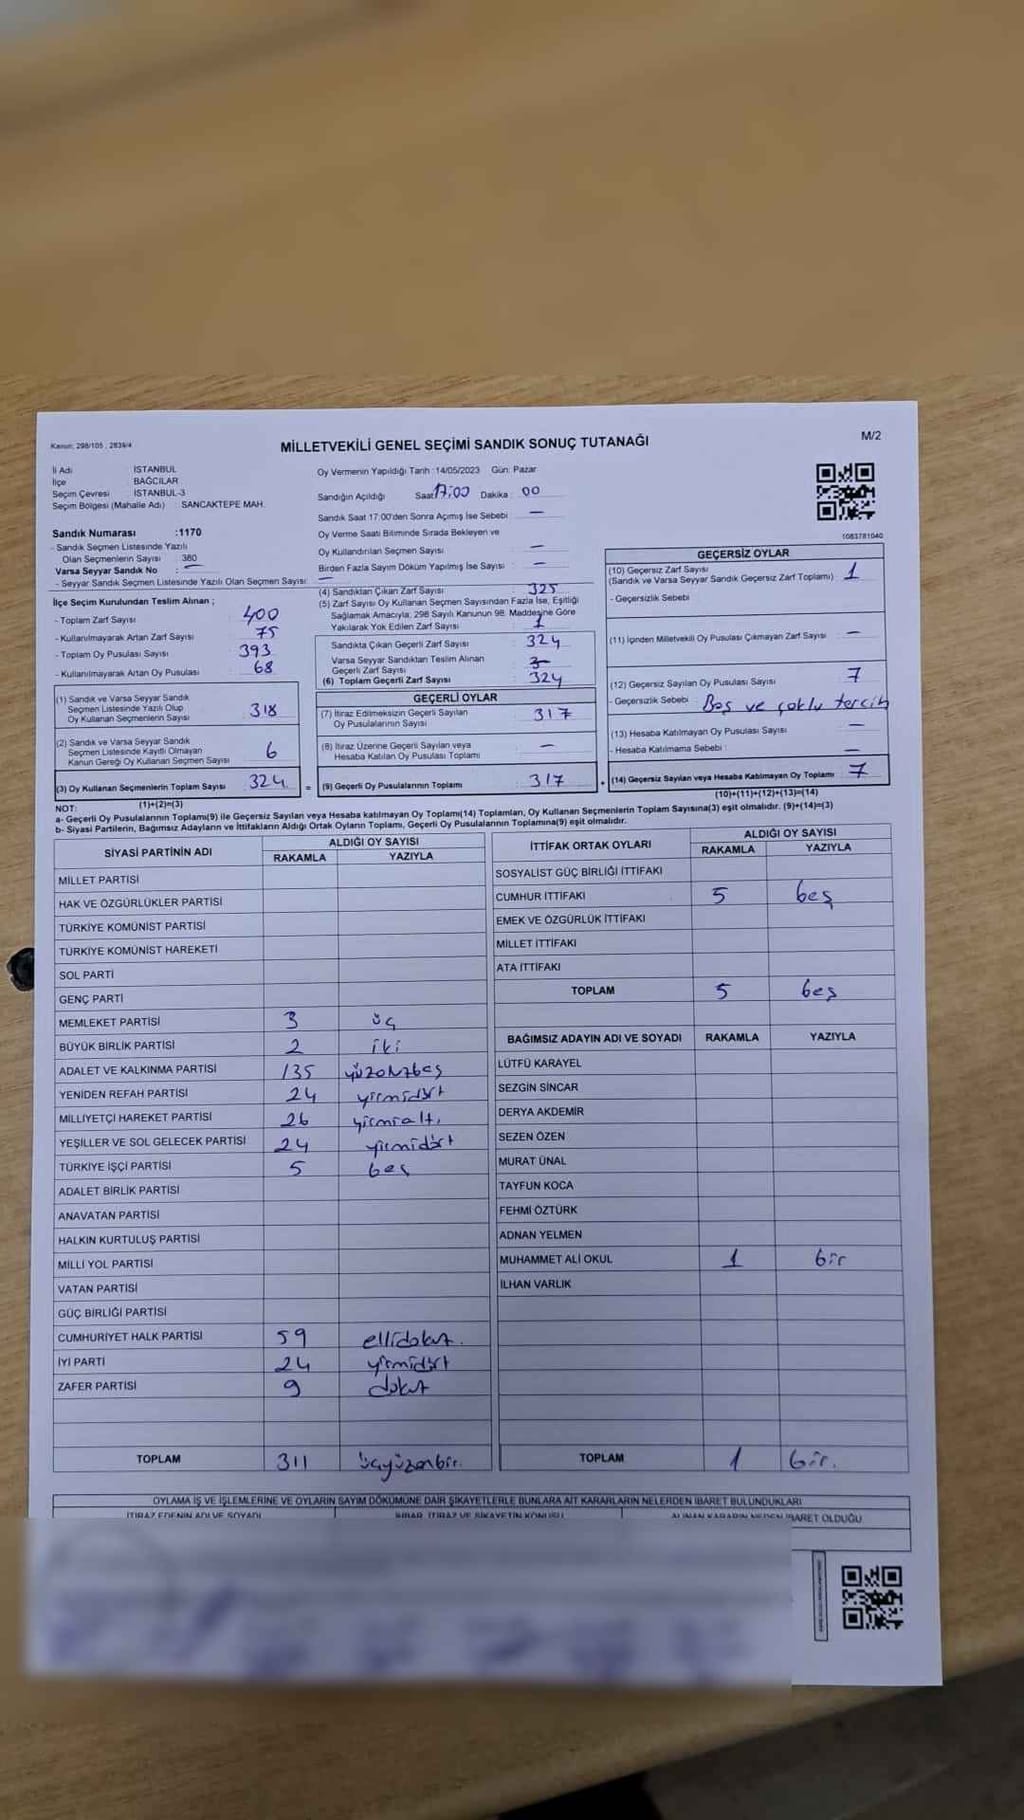 Kanun: 298/105 , 2839/4
MİLLETVEKİLİ GENEL SEÇİMİ SANDIK SONUÇ TUTANAĞI
M/2
İl Adı : İSTANBUL
İlçe : BAĞCILAR
Seçim Çevresi : İSTANBUL-3
Seçim Bölgesi (Mahalle Adı) : SANCAKTEPE MAH.
Sandık Numarası :1170
- Sandık Seçmen Listesinde Yazılı
Olan Seçmenlerin Sayısı : 380
Varsa Seyyar Sandık No : —
- Seyyar Sandık Seçmen Listesinde Yazılı Olan Seçmen Sayısı: —
İlçe Seçim Kurulundan Teslim Alınan ;
- Toplam Zarf Sayısı : 400
- Kullanılmayarak Artan Zarf Sayısı : 75
- Toplam Oy Pusulası Sayısı : 393
- Kullanılmayarak Artan Oy Pusulası : 68
(1) Sandık ve Varsa Seyyar Sandık
Seçmen Listesinde Yazılı Olup
Oy Kullanan Seçmenlerin Sayısı : 318
(2) Sandık ve Varsa Seyyar Sandık
Seçmen Listesinde Kayıtlı Olmayan
Kanun Gereği Oy Kullanan Seçmen Sayısı : 6
(3) Oy Kullanan Seçmenlerin Toplam Sayısı : 324
(1)+(2)=(3)
Oy Vermenin Yapıldığı Tarih :14/05/2023 Gün: Pazar
Sandığın Açıldığı Saat 17:00 Dakika : 00
Sandık Saat 17:00'den Sonra Açılmış İse Sebebi : —
Oy Verme Saati Bitiminde Sırada Bekleyen ve
Oy Kullandırılan Seçmen Sayısı : —
Birden Fazla Sayım Döküm Yapılmış İse Sayısı : —
(4) Sandıktan Çıkan Zarf Sayısı : 325
(5) Zarf Sayısı Oy Kullanan Seçmen Sayısından Fazla İse, Eşitliği
Sağlamak Amacıyla; 298 Sayılı Kanunun 98. Maddesine Göre
Yakılarak Yok Edilen Zarf Sayısı : 1
Sandıkta Çıkan Geçerli Zarf Sayısı : 324
Varsa Seyyar Sandıktan Teslim Alınan
Geçerli Zarf Sayısı :
(6) Toplam Geçerli Zarf Sayısı : 324
GEÇERLİ OYLAR
(7) İtiraz Edilmeksizin Geçerli Sayılan
Oy Pusulalarının Sayısı : 317
(8) İtiraz Üzerine Geçerli Sayılan veya
Hesaba Katılan Oy Pusulası Toplamı : —
= (9) Geçerli Oy Pusulalarının Toplamı : 317
1083781040
GEÇERSİZ OYLAR
(10) Geçersiz Zarf Sayısı : 1
(Sandık ve Varsa Seyyar Sandık Geçersiz Zarf Toplamı)
- Geçersizlik Sebebi
(11) İçinden Milletvekili Oy Pusulası Çıkmayan Zarf Sayısı : —
(12) Geçersiz Sayılan Oy Pusulası Sayısı : 7
- Geçersizlik Sebebi : Boş ve çoklu tercih
(13) Hesaba Katılmayan Oy Pusulası Sayısı : —
- Hesaba Katılmama Sebebi : —
+ (14) Geçersiz Sayılan veya Hesaba Katılmayan Oy Toplamı : 7
(10)+(11)+(12)+(13)=(14)
NOT:
a- Geçerli Oy Pusulalarının Toplamı(9) ile Geçersiz Sayılan veya Hesaba katılmayan Oy Toplamı(14) Toplamları, Oy Kullanan Seçmenlerin Toplam Sayısına(3) eşit olmalıdır. (9)+(14)=(3)
b- Siyasi Partilerin, Bağımsız Adayların ve İttifakların Aldığı Ortak Oyların Toplamı, Geçerli Oy Pusulalarının Toplamına(9) eşit olmalıdır.
SİYASİ PARTİNİN ADI ALDIĞI OY SAYISI
RAKAMLA YAZIYLA
MİLLET PARTİSİ
HAK VE ÖZGÜRLÜKLER PARTİSİ
TÜRKİYE KOMÜNİST PARTİSİ
TÜRKİYE KOMÜNİST HAREKETİ
SOL PARTİ
GENÇ PARTİ
MEMLEKET PARTİSİ 3 üç
BÜYÜK BİRLİK PARTİSİ 2 iki
ADALET VE KALKINMA PARTİSİ 135 yüzotuzbeş
YENİDEN REFAH PARTİSİ 24 yirmidört
MİLLİYETÇİ HAREKET PARTİSİ 26 yirmialtı
YEŞİLLER VE SOL GELECEK PARTİSİ 24 yirmidört
TÜRKİYE İŞÇİ PARTİSİ 5 beş
ADALET BİRLİK PARTİSİ
ANAVATAN PARTİSİ
HALKIN KURTULUŞ PARTİSİ
MİLLİ YOL PARTİSİ
VATAN PARTİSİ
GÜÇ BİRLİĞİ PARTİSİ
CUMHURİYET HALK PARTİSİ 59 ellidokuz.
İYİ PARTİ 24 yirmidört
ZAFER PARTİSİ 9 dokuz
TOPLAM 311 üçyüzonbir.
İTTİFAK ORTAK OYLARI ALDIĞI OY SAYISI
RAKAMLA YAZIYLA
SOSYALİST GÜÇ BİRLİĞİ İTTİFAKI
CUMHUR İTTİFAKI 5 beş
EMEK VE ÖZGÜRLÜK İTTİFAKI
MİLLET İTTİFAKI
ATA İTTİFAKI
TOPLAM 5 beş
BAĞIMSIZ ADAYIN ADI VE SOYADI RAKAMLA YAZIYLA
LÜTFÜ KARAYEL
SEZGİN SİNCAR
DERYA AKDEMİR
SEZEN ÖZEN
MURAT ÜNAL
TAYFUN KOCA
FEHMİ ÖZTÜRK
ADNAN YELMEN
MUHAMMET ALİ OKUL 1 bir
İLHAN VARLIK
TOPLAM 1 bir.
OYLAMA İŞ VE İŞLEMLERİNE VE OYLARIN SAYIM DÖKÜMÜNE DAİR ŞİKAYETLERLE BUNLARA AİT KARARLARIN NELERDEN İBARET BULUNDUKLARI
İTİRAZ EDENİN ADI VE SOYADI İHBAR, İTİRAZ VE ŞİKAYETİN KONUSU ALINAN KARARIN NEDEN İBARET OLDUĞU